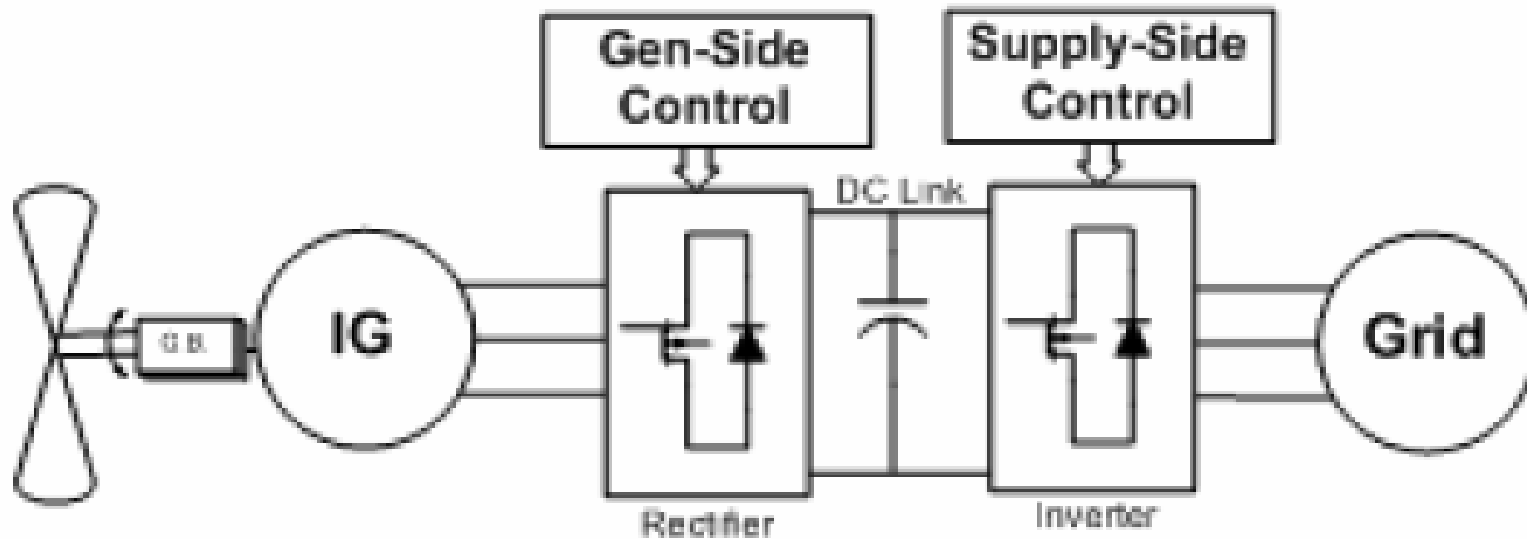 Gen-Side
Control
Supply-Side
Control
DC Link
G.B.
IG
Grid
Rectifier
Inverter